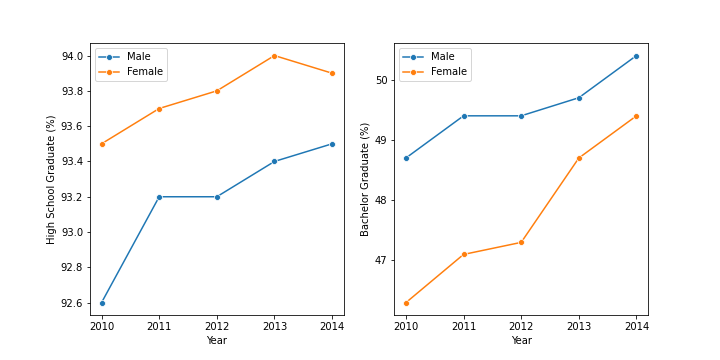 Male
Female
94.0
93.8
93.6
93.4
93.2
93.0
92.8
92.6
High School Graduate (%)
2010 2011 2012 2013 2014
Year
Male
Female
50
49
48
47
Bachelor Graduate (%)
2010 2011 2012 2013 2014
Year